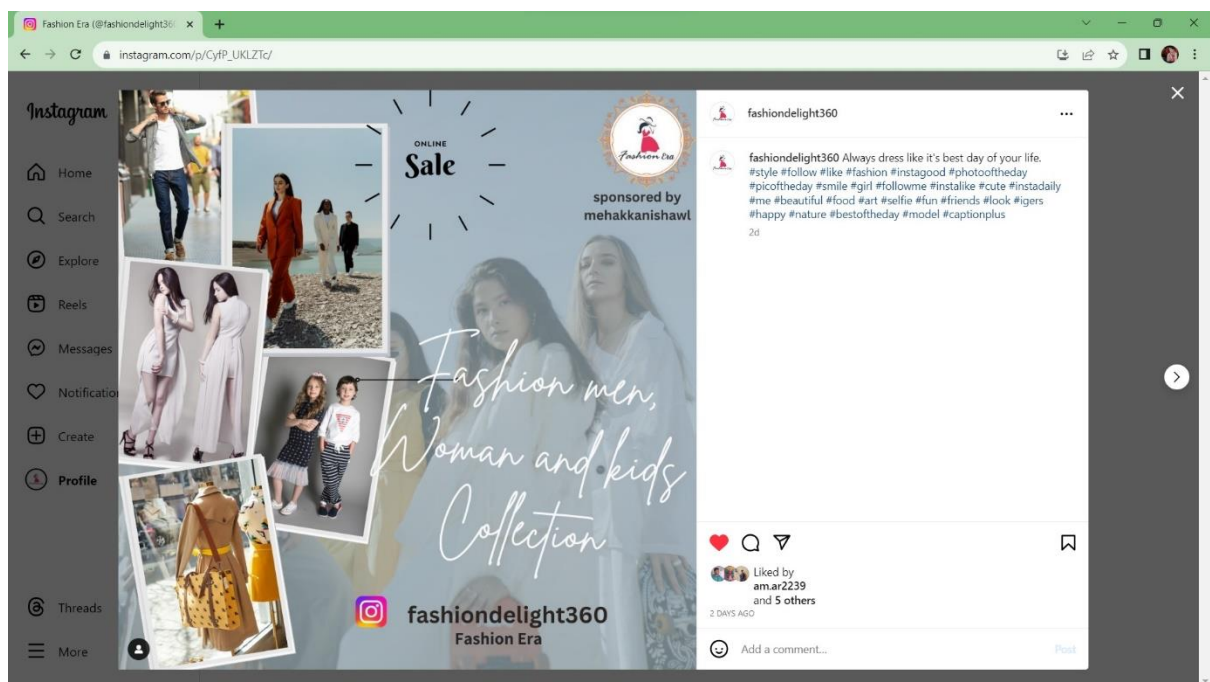 Fashion Era (@fashiondelight36
instagram.com/p/CyfP_UKLZTc/
Instagram
Home
Search
Explore
Reels
Messages
Notification
Create
Profile
Threads
More
ONLINE
Sale
Fashion Era
sponsored by
mehakkanishawl
Fashion men,
Woman and kids
Collection
fashiondelight360
Fashion Era
fashiondelight360
fashiondelight360 Always dress like it's best day of your life.
#style #follow #like #fashion #instagood #photooftheday
#picoftheday #smile #girl #followme #instalike #cute #instadaily
#me #beautiful #food #art #selfie #fun #friends #look #igers
#happy #nature #bestoftheday #model #captionplus
2d
Liked by
am.ar2239
and 5 others
2 DAYS AGO
Add a comment...
Post